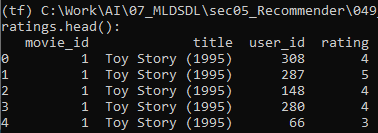 (tf) C:\Work\AI\07_MLDSDL\sec05_Recommender\049_
ratings.head():
movie_id title user_id rating
0 1 Toy Story (1995) 308 4
1 1 Toy Story (1995) 287 5
2 1 Toy Story (1995) 148 4
3 1 Toy Story (1995) 280 4
4 1 Toy Story (1995) 66 3